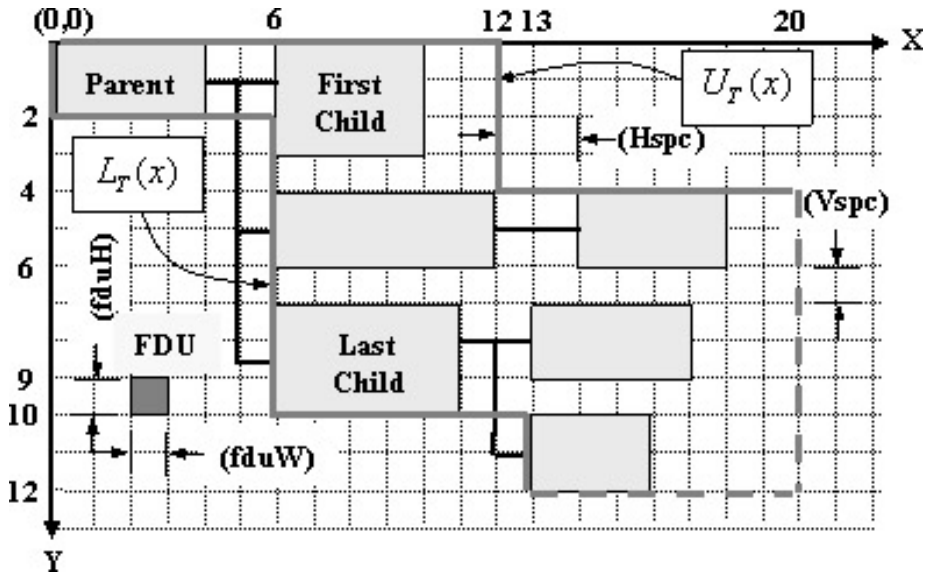 (0,0) 6 12 13 20 X
Parent
First
Child
U_T(x)
2
(Hspc)
L_T(x)
4
(Vspc)
6
(fduH)
FDU
Last
Child
9
10
(fduW)
12
Y